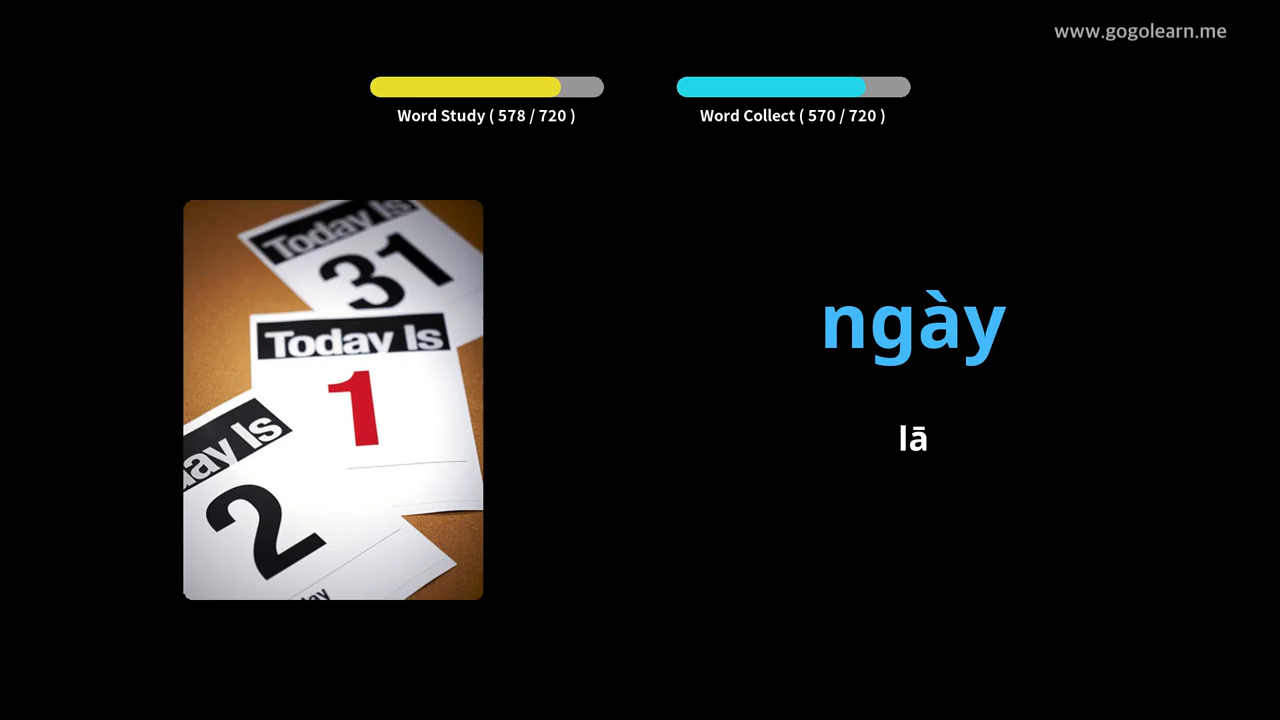 www.gogolearn.me
Word Study ( 578 / 720 )
Word Collect ( 570 / 720 )
Today Is
31
Today Is
1
ay Is
2
ngày
lā